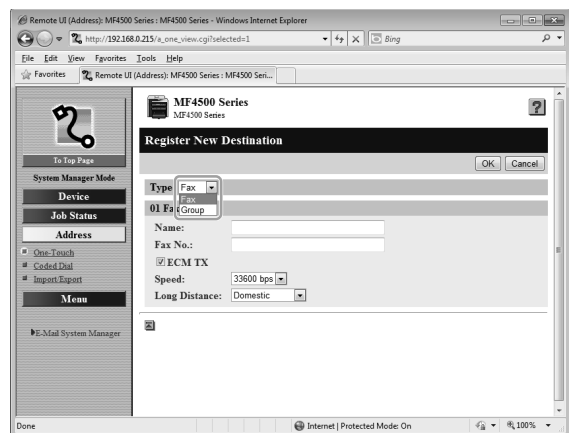 Remote UI (Address): MF4500 Series : MF4500 Series - Windows Internet Explorer
http://192.168.0.215/a_one_view.cgi?selected=1
Bing
File Edit View Favorites Tools Help
Favorites Remote UI (Address): MF4500 Series : MF4500 Seri...
MF4500 Series
MF4500 Series
Register New Destination
OK Cancel
To Top Page
System Manager Mode
Device
Job Status
Address
One-Touch
Coded Dial
Import/Export
Menu
E-Mail System Manager
Type Fax
Fax
Group
01 Fa
Name:
Fax No.:
ECM TX
Speed: 33600 bps
Long Distance: Domestic
Done Internet | Protected Mode: On 100%